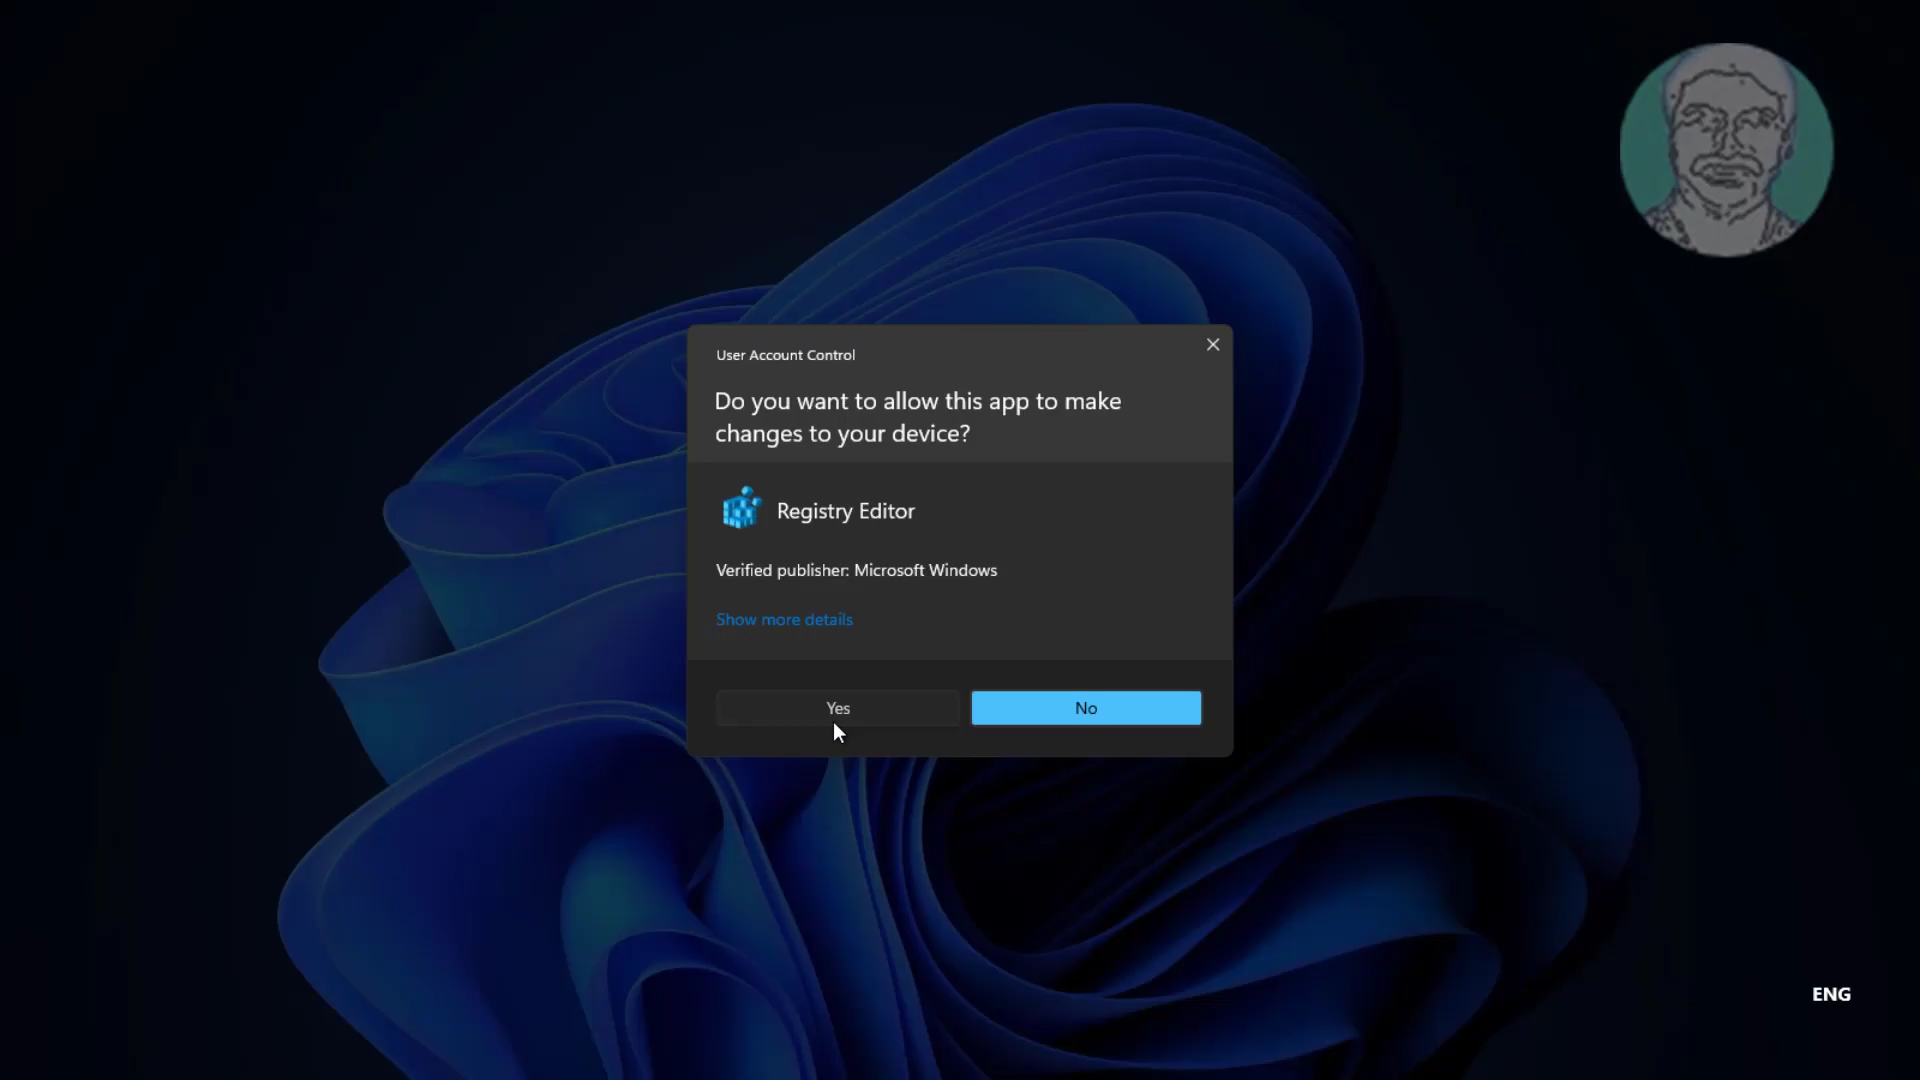 User Account Control
Do you want to allow this app to make
changes to your device?
Registry Editor
Verified publisher: Microsoft Windows
Show more details
Yes
No
ENG